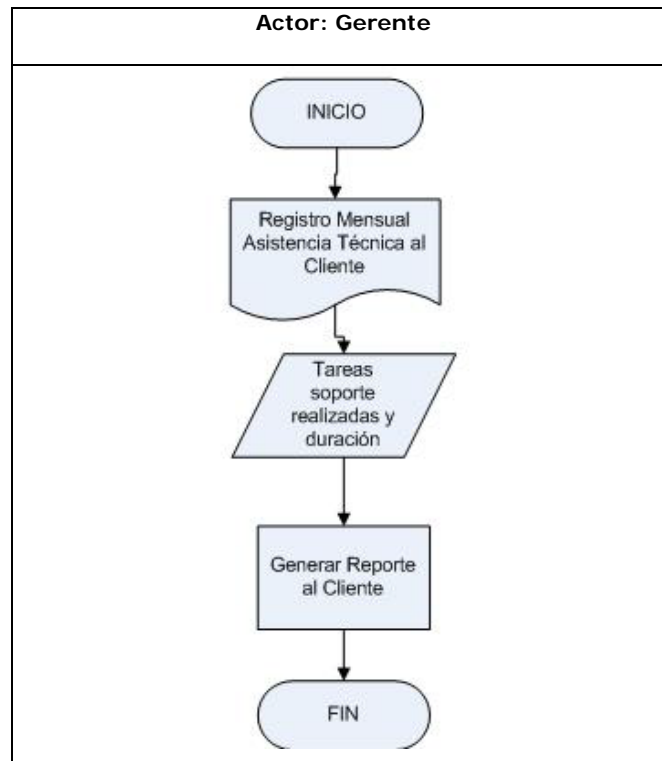 Actor: Gerente
INICIO
Registro Mensual
Asistencia Técnica al
Cliente
Tareas
soporte
realizadas y
duración
Generar Reporte
al Cliente
FIN